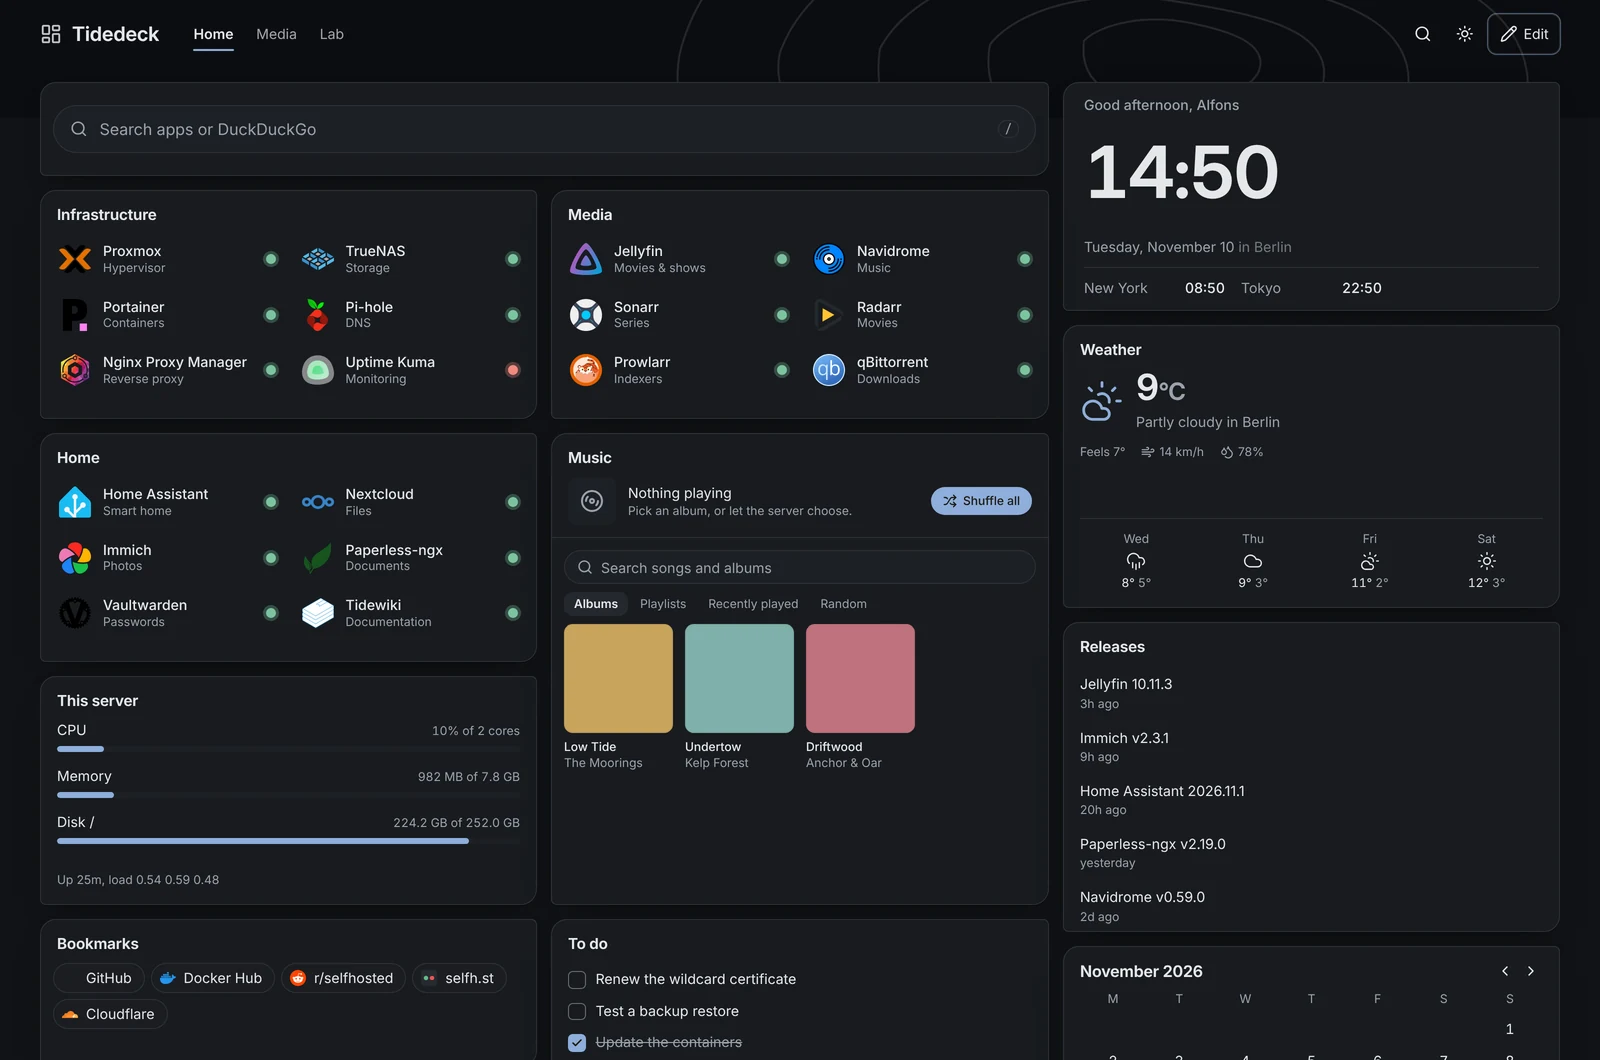 Tidedeck
Home
Media
Lab
Edit
Search apps or DuckDuckGo
/
Good afternoon, Alfons
14:50
Tuesday, November 10 in Berlin
New York 08:50 Tokyo 22:50
Infrastructure
Proxmox
Hypervisor
TrueNAS
Storage
Portainer
Containers
Pi-hole
DNS
Nginx Proxy Manager
Reverse proxy
Uptime Kuma
Monitoring
Media
Jellyfin
Movies & shows
Navidrome
Music
Sonarr
Series
Radarr
Movies
Prowlarr
Indexers
qb
qBittorrent
Downloads
Weather
9°C
Partly cloudy in Berlin
Feels 7° 14 km/h 78%
Wed
8° 5°
Thu
9° 3°
Fri
11° 2°
Sat
12° 3°
Home
Home Assistant
Smart home
Nextcloud
Files
Immich
Photos
Paperless-ngx
Documents
Vaultwarden
Passwords
Tidewiki
Documentation
Music
Nothing playing
Pick an album, or let the server choose.
Shuffle all
Search songs and albums
Albums
Playlists
Recently played
Random
Low Tide
The Moorings
Undertow
Kelp Forest
Driftwood
Anchor & Oar
Releases
Jellyfin 10.11.3
3h ago
Immich v2.3.1
9h ago
Home Assistant 2026.11.1
20h ago
Paperless-ngx v2.19.0
yesterday
Navidrome v0.59.0
2d ago
This server
CPU 10% of 2 cores
Memory 982 MB of 7.8 GB
Disk / 224.2 GB of 252.0 GB
Up 25m, load 0.54 0.59 0.48
Bookmarks
GitHub
Docker Hub
r/selfhosted
selfh.st
Cloudflare
To do
Renew the wildcard certificate
Test a backup restore
Update the containers
November 2026
M T W T F S S
1
2 3 4 5 6 7 8